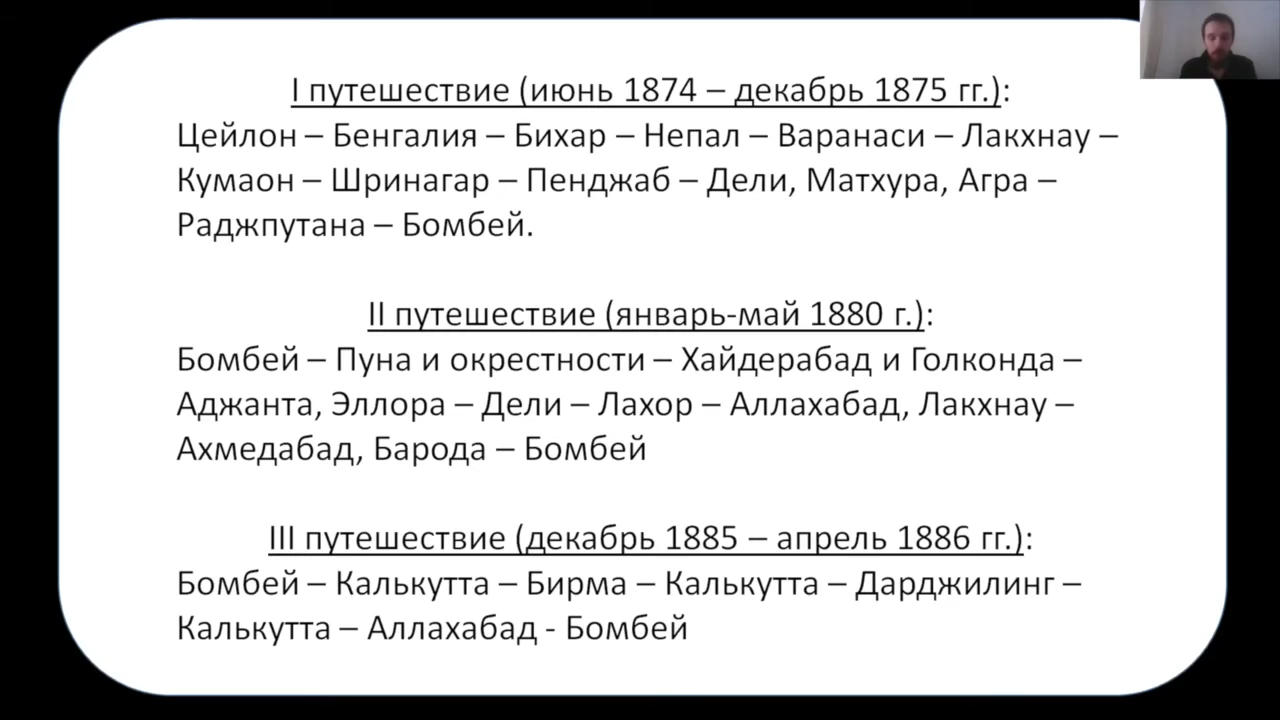 I путешествие (июнь 1874 – декабрь 1875 гг.):
Цейлон – Бенгалия – Бихар – Непал – Варанаси – Лакхнау –
Кумаон – Шринагар – Пенджаб – Дели, Матхура, Агра –
Раджпутана – Бомбей.
II путешествие (январь-май 1880 г.):
Бомбей – Пуна и окрестности – Хайдерабад и Голконда –
Аджанта, Эллора – Дели – Лахор – Аллахабад, Лакхнау –
Ахмедабад, Барода – Бомбей
III путешествие (декабрь 1885 – апрель 1886 гг.):
Бомбей – Калькутта – Бирма – Калькутта – Дарджилинг –
Калькутта – Аллахабад - Бомбей